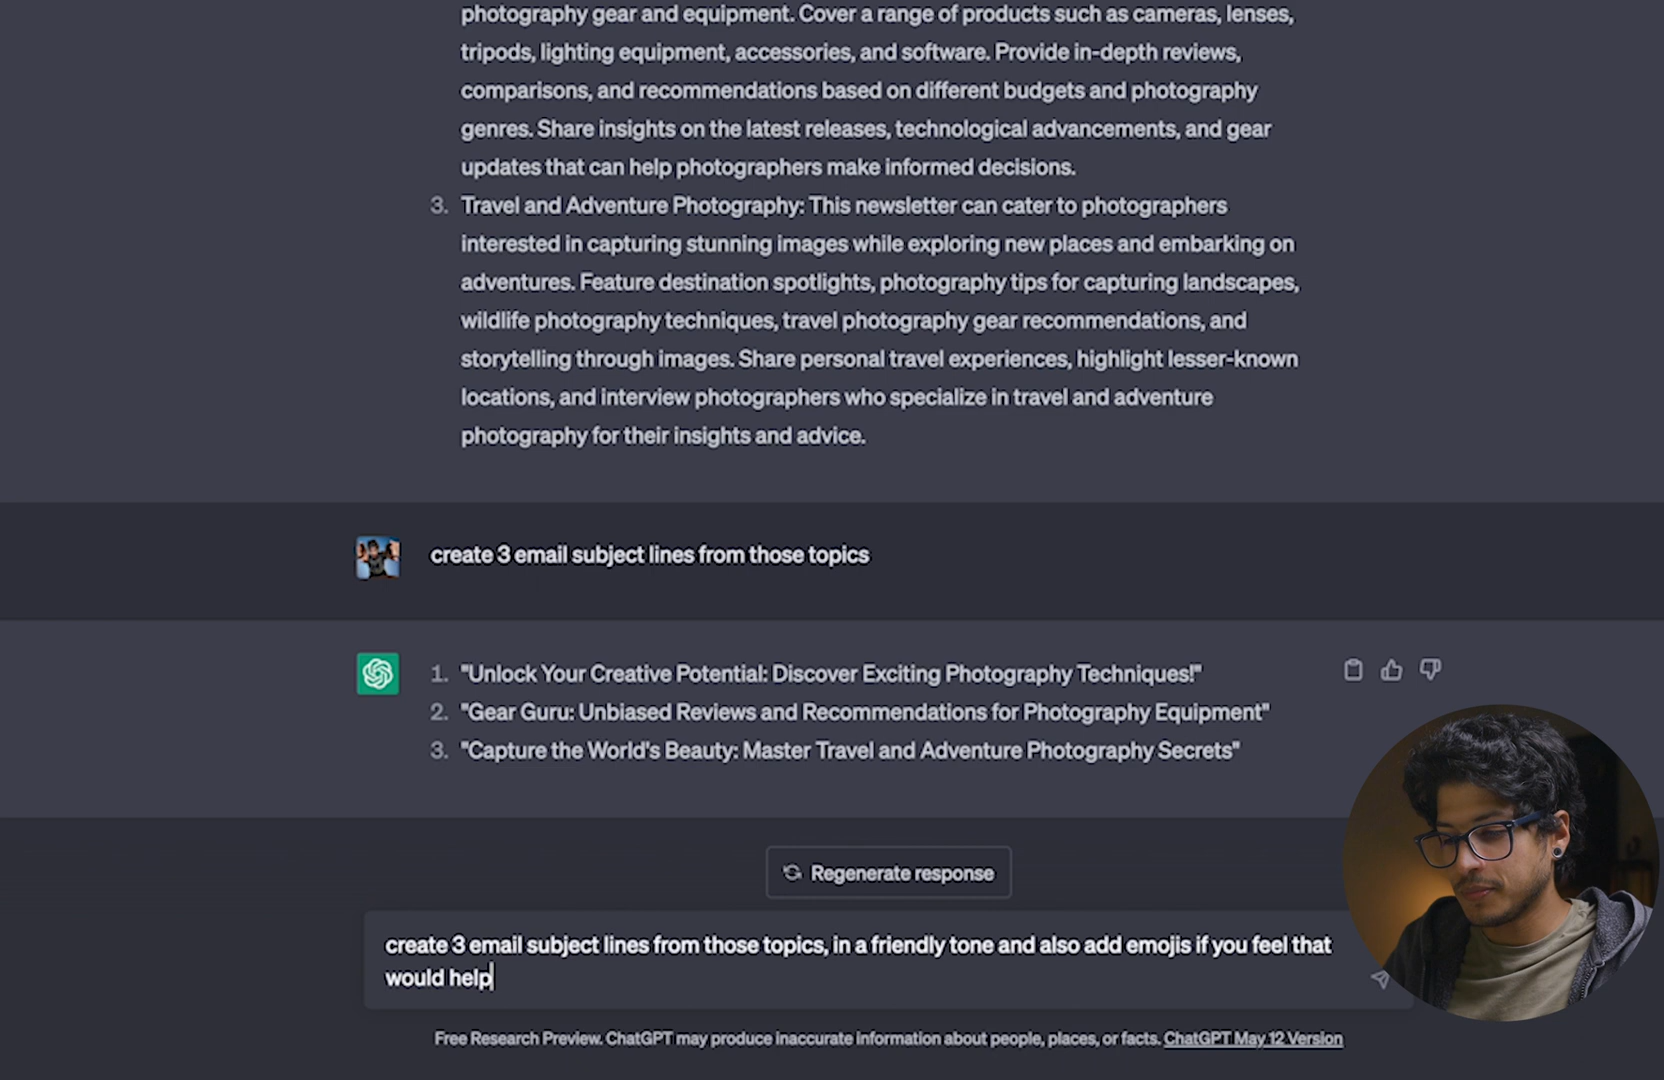 photography gear and equipment. Cover a range of products such as cameras, lenses,
tripods, lighting equipment, accessories, and software. Provide in-depth reviews,
comparisons, and recommendations based on different budgets and photography
genres. Share insights on the latest releases, technological advancements, and gear
updates that can help photographers make informed decisions.
3. Travel and Adventure Photography: This newsletter can cater to photographers
interested in capturing stunning images while exploring new places and embarking on
adventures. Feature destination spotlights, photography tips for capturing landscapes,
wildlife photography techniques, travel photography gear recommendations, and
storytelling through images. Share personal travel experiences, highlight lesser-known
locations, and interview photographers who specialize in travel and adventure
photography for their insights and advice.
create 3 email subject lines from those topics
1. "Unlock Your Creative Potential: Discover Exciting Photography Techniques!"
2. "Gear Guru: Unbiased Reviews and Recommendations for Photography Equipment"
3. "Capture the World's Beauty: Master Travel and Adventure Photography Secrets"
Regenerate response
create 3 email subject lines from those topics, in a friendly tone and also add emojis if you feel that
would help
Free Research Preview. ChatGPT may produce inaccurate information about people, places, or facts. ChatGPT May 12 Version